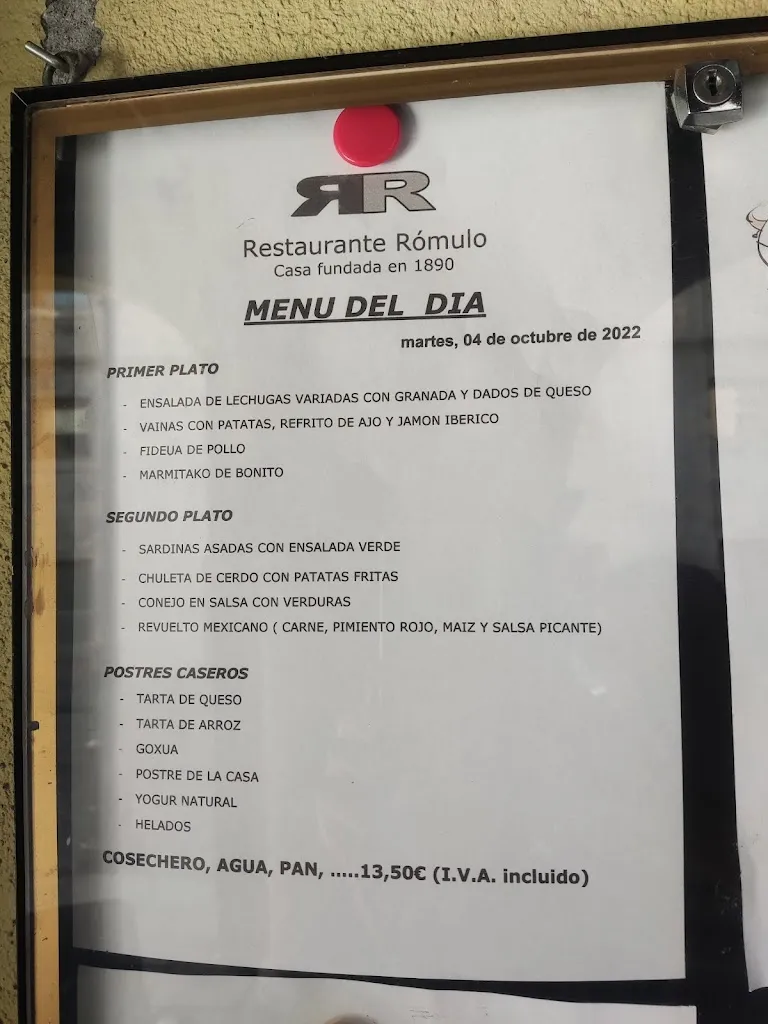 RR
Restaurante Rómulo
Casa fundada en 1890
MENU DEL DIA
martes, 04 de octubre de 2022
PRIMER PLATO
- ENSALADA DE LECHUGAS VARIADAS CON GRANADA Y DADOS DE QUESO
- VAINAS CON PATATAS, REFRITO DE AJO Y JAMON IBERICO
- FIDEUA DE POLLO
- MARMITAKO DE BONITO
SEGUNDO PLATO
- SARDINAS ASADAS CON ENSALADA VERDE
- CHULETA DE CERDO CON PATATAS FRITAS
- CONEJO EN SALSA CON VERDURAS
- REVUELTO MEXICANO ( CARNE, PIMIENTO ROJO, MAIZ Y SALSA PICANTE)
POSTRES CASEROS
- TARTA DE QUESO
- TARTA DE ARROZ
- GOXUA
- POSTRE DE LA CASA
- YOGUR NATURAL
- HELADOS
COSECHERO, AGUA, PAN, .....13,50€ (I.V.A. incluido)